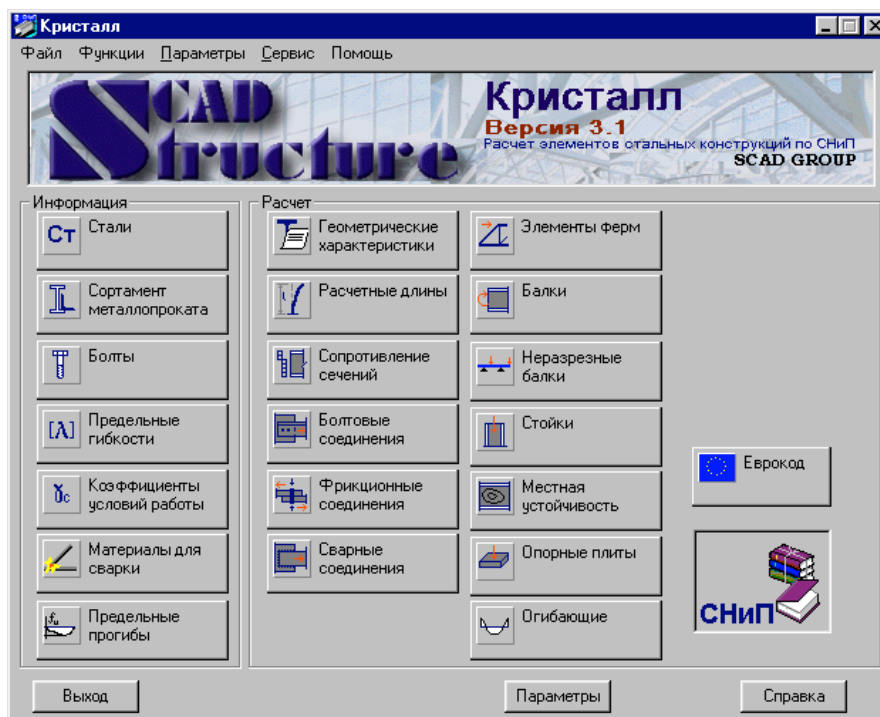 Кристалл
Файл Функции Параметры Сервис Помощь
SCAD
Structure
Кристалл
Версия 3.1
Расчет элементов стальных конструкций по СНиП
SCAD GROUP
Информация
Ст Стали
Сортамент
металлопроката
Болты
[λ] Предельные
гибкости
γc Коэффициенты
условий работы
Материалы для
сварки
fu Предельные
прогибы
Расчет
Геометрические
характеристики
Расчетные длины
Сопротивление
сечений
Болтовые
соединения
Фрикционные
соединения
Сварные
соединения
Элементы ферм
Балки
Неразрезные
балки
Стойки
Местная
устойчивость
Опорные плиты
Огибающие
Еврокод
СНиП
Выход
Параметры
Справка